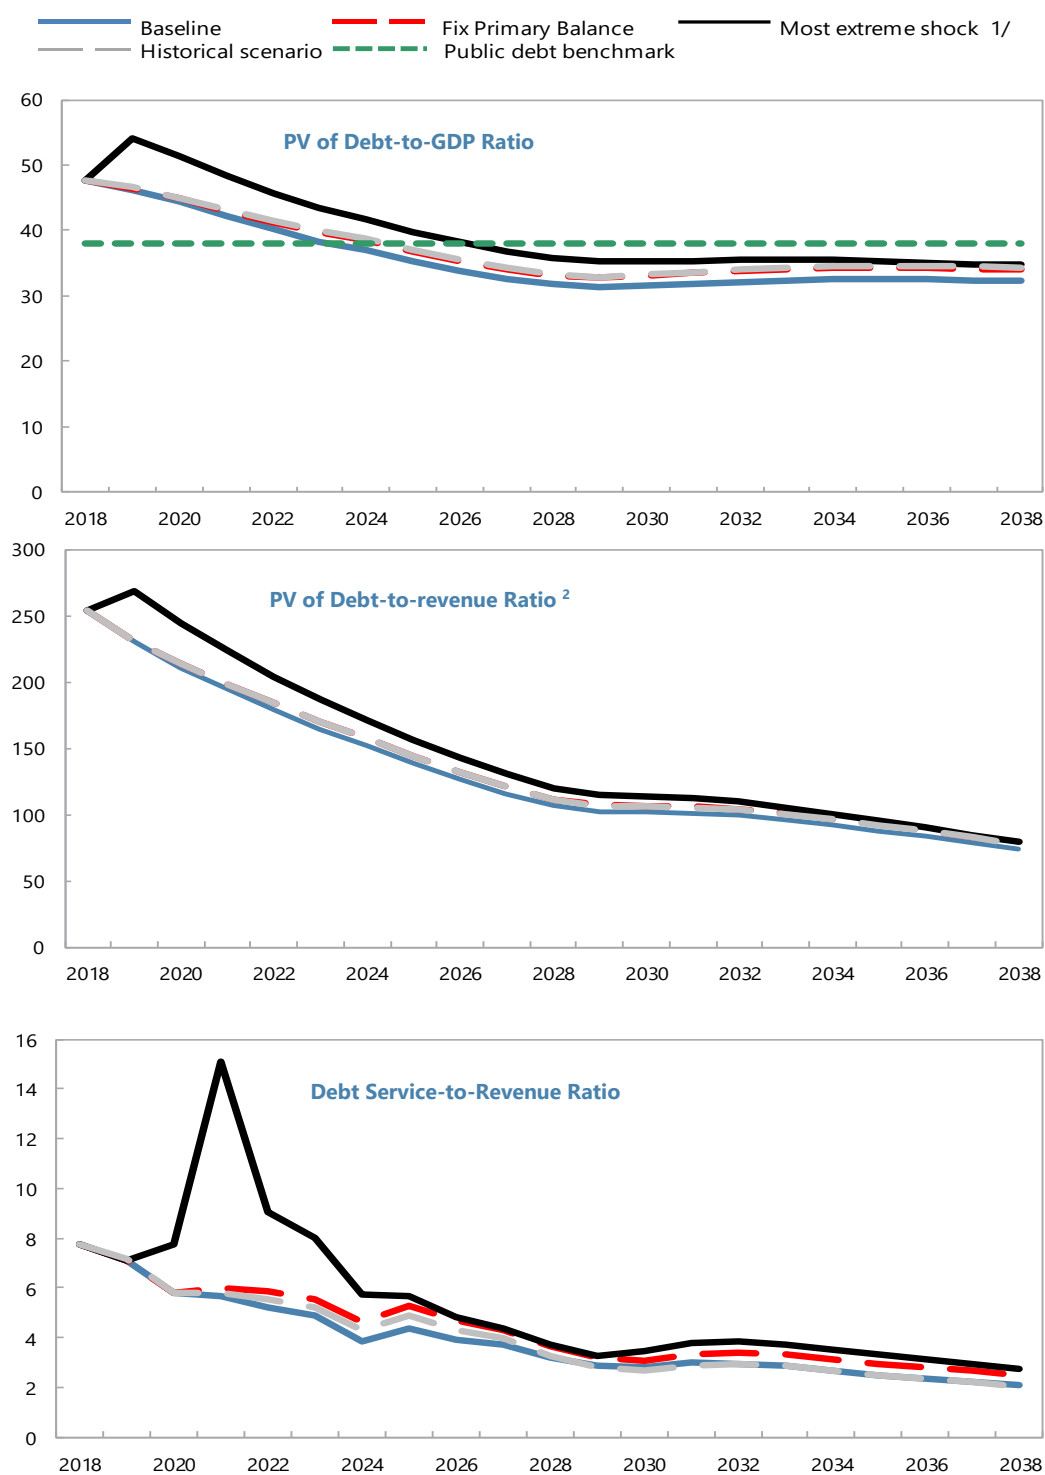 Baseline Fix Primary Balance Most extreme shock 1/
Historical scenario Public debt benchmark
60
PV of Debt-to-GDP Ratio
50
40
30
20
10
0
2018 2020 2022 2024 2026 2028 2030 2032 2034 2036 2038
300
PV of Debt-to-revenue Ratio ²
250
200
150
100
50
0
2018 2020 2022 2024 2026 2028 2030 2032 2034 2036 2038
16
Debt Service-to-Revenue Ratio
14
12
10
8
6
4
2
0
2018 2020 2022 2024 2026 2028 2030 2032 2034 2036 2038